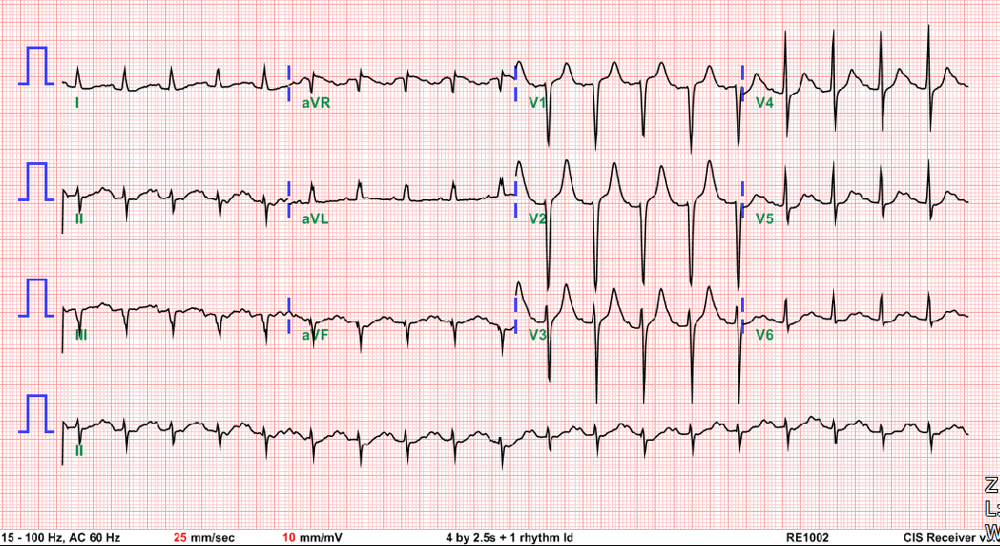 I aVR V1 V4
II aVL V2 V5
III aVF V3 V6
II
Z
L:
W
15 - 100 Hz, AC 60 Hz 25 mm/sec 10 mm/mV 4 by 2.5s + 1 rhythm ld RE1002 CIS Receiver